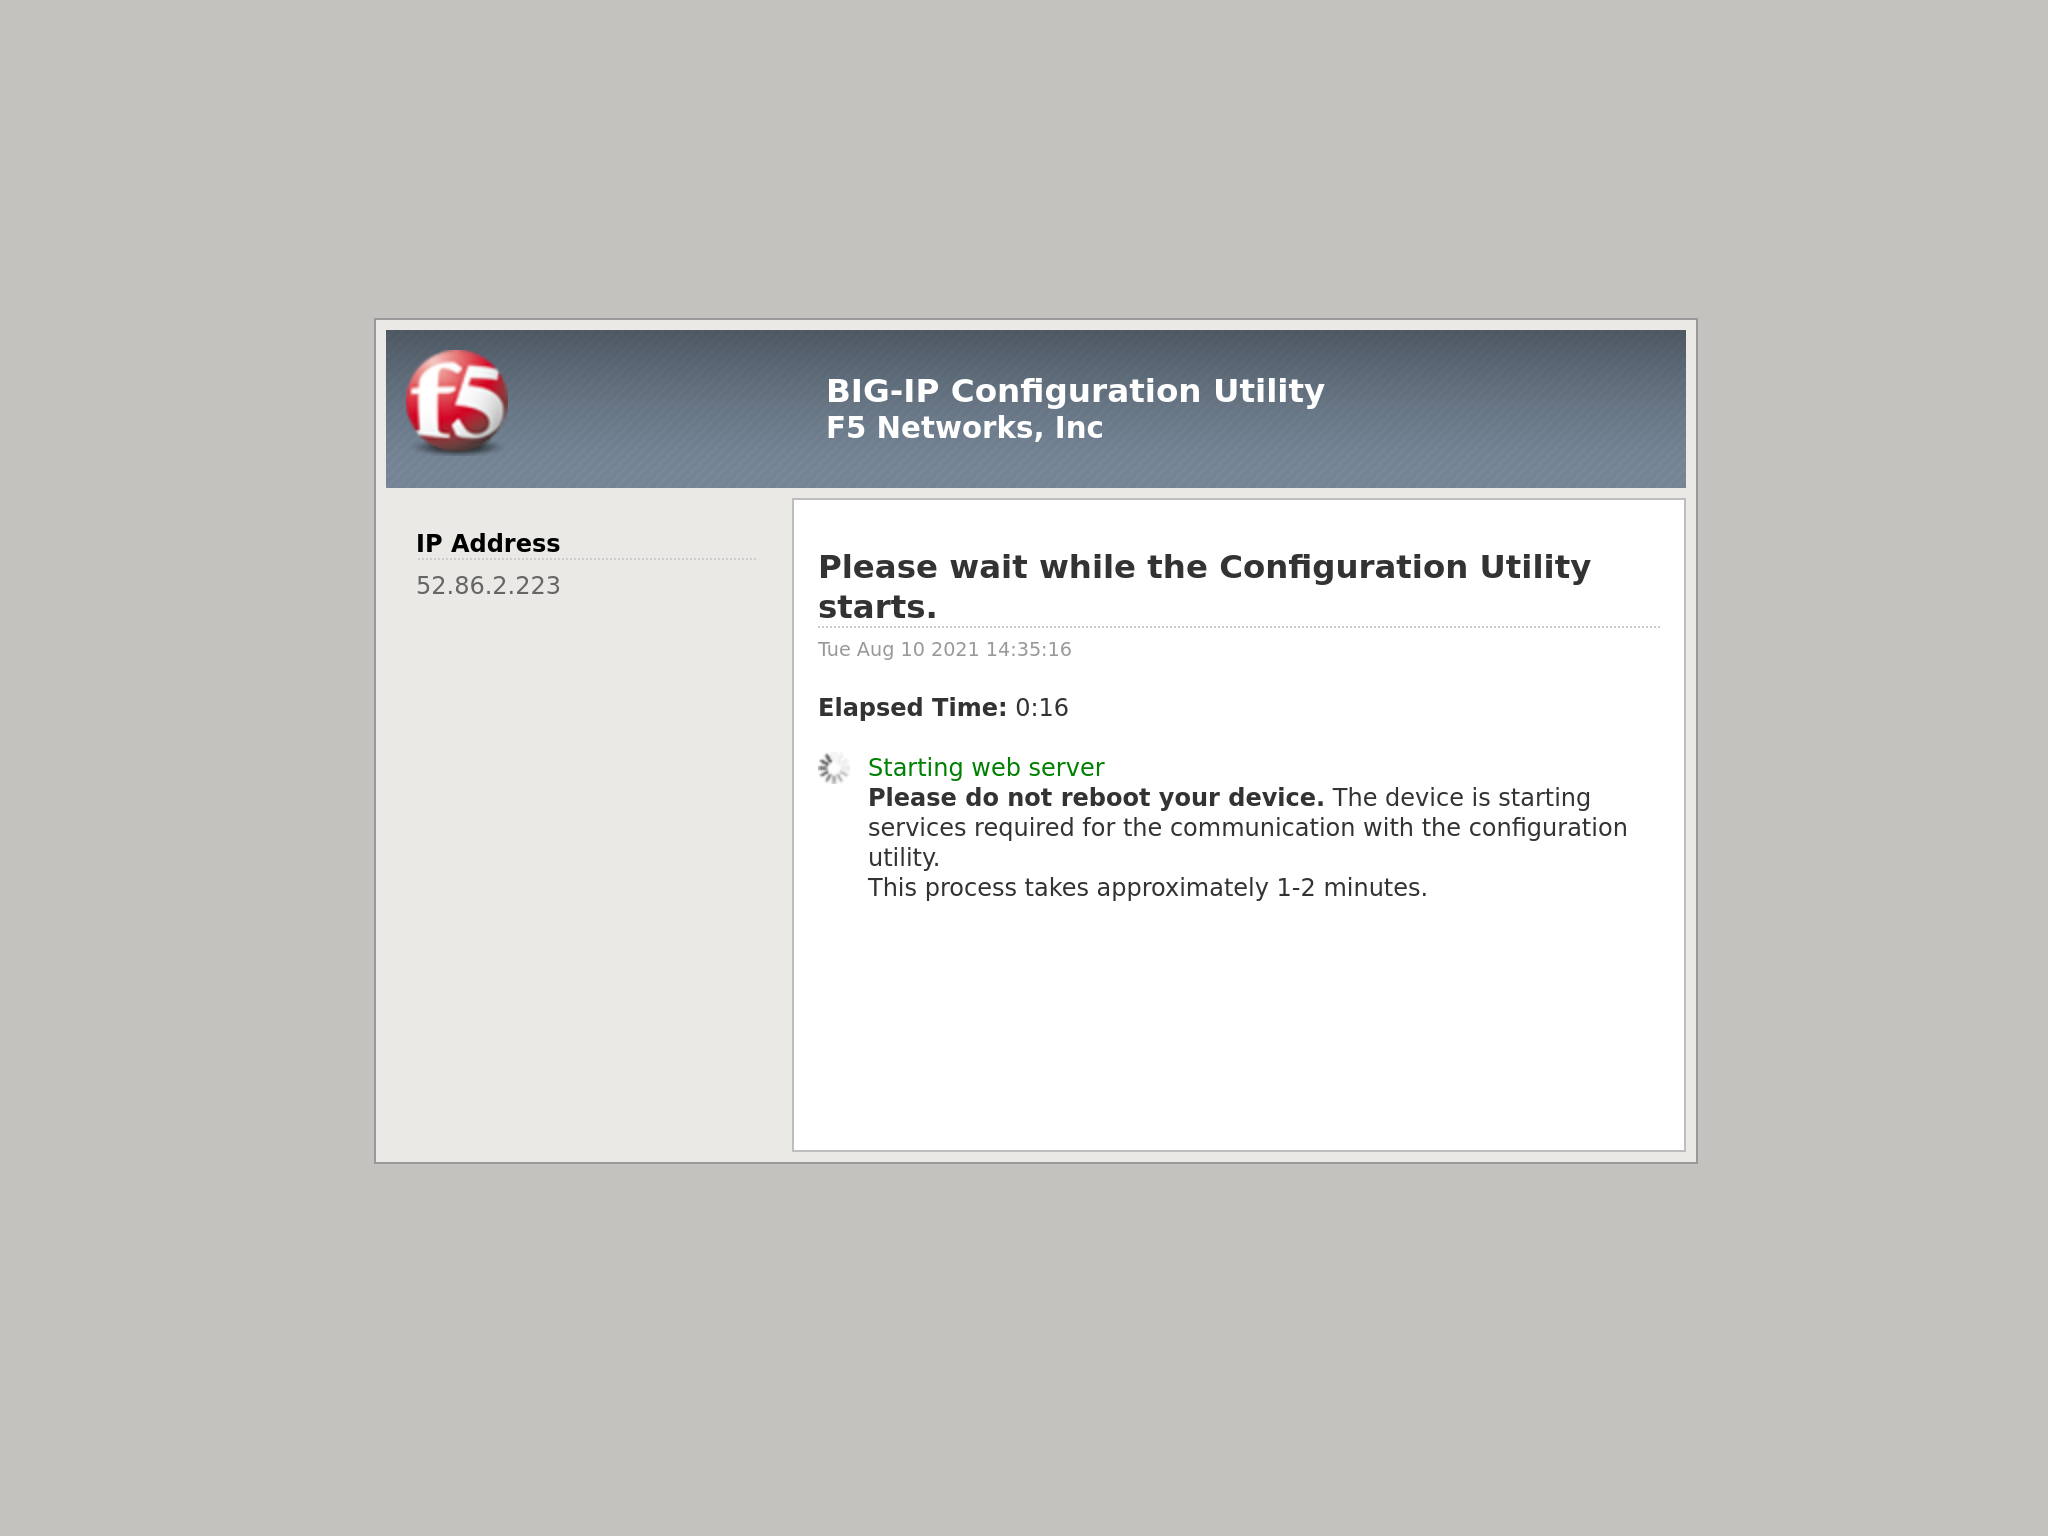 f5
BIG-IP Configuration Utility
F5 Networks, Inc
IP Address
52.86.2.223
Please wait while the Configuration Utility
starts.
Tue Aug 10 2021 14:35:16
Elapsed Time: 0:16
Starting web server
Please do not reboot your device. The device is starting
services required for the communication with the configuration
utility.
This process takes approximately 1-2 minutes.